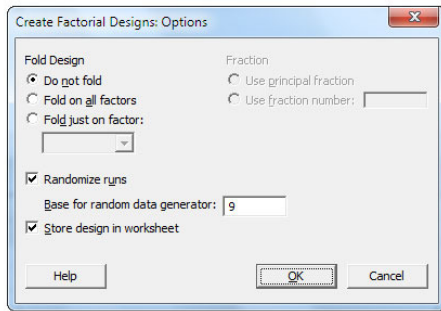 Create Factorial Designs: Options
Fold Design
Do not fold
Fold on all factors
Fold just on factor:
Fraction
Use principal fraction
Use fraction number:
Randomize runs
Base for random data generator: 9
Store design in worksheet
Help
OK
Cancel